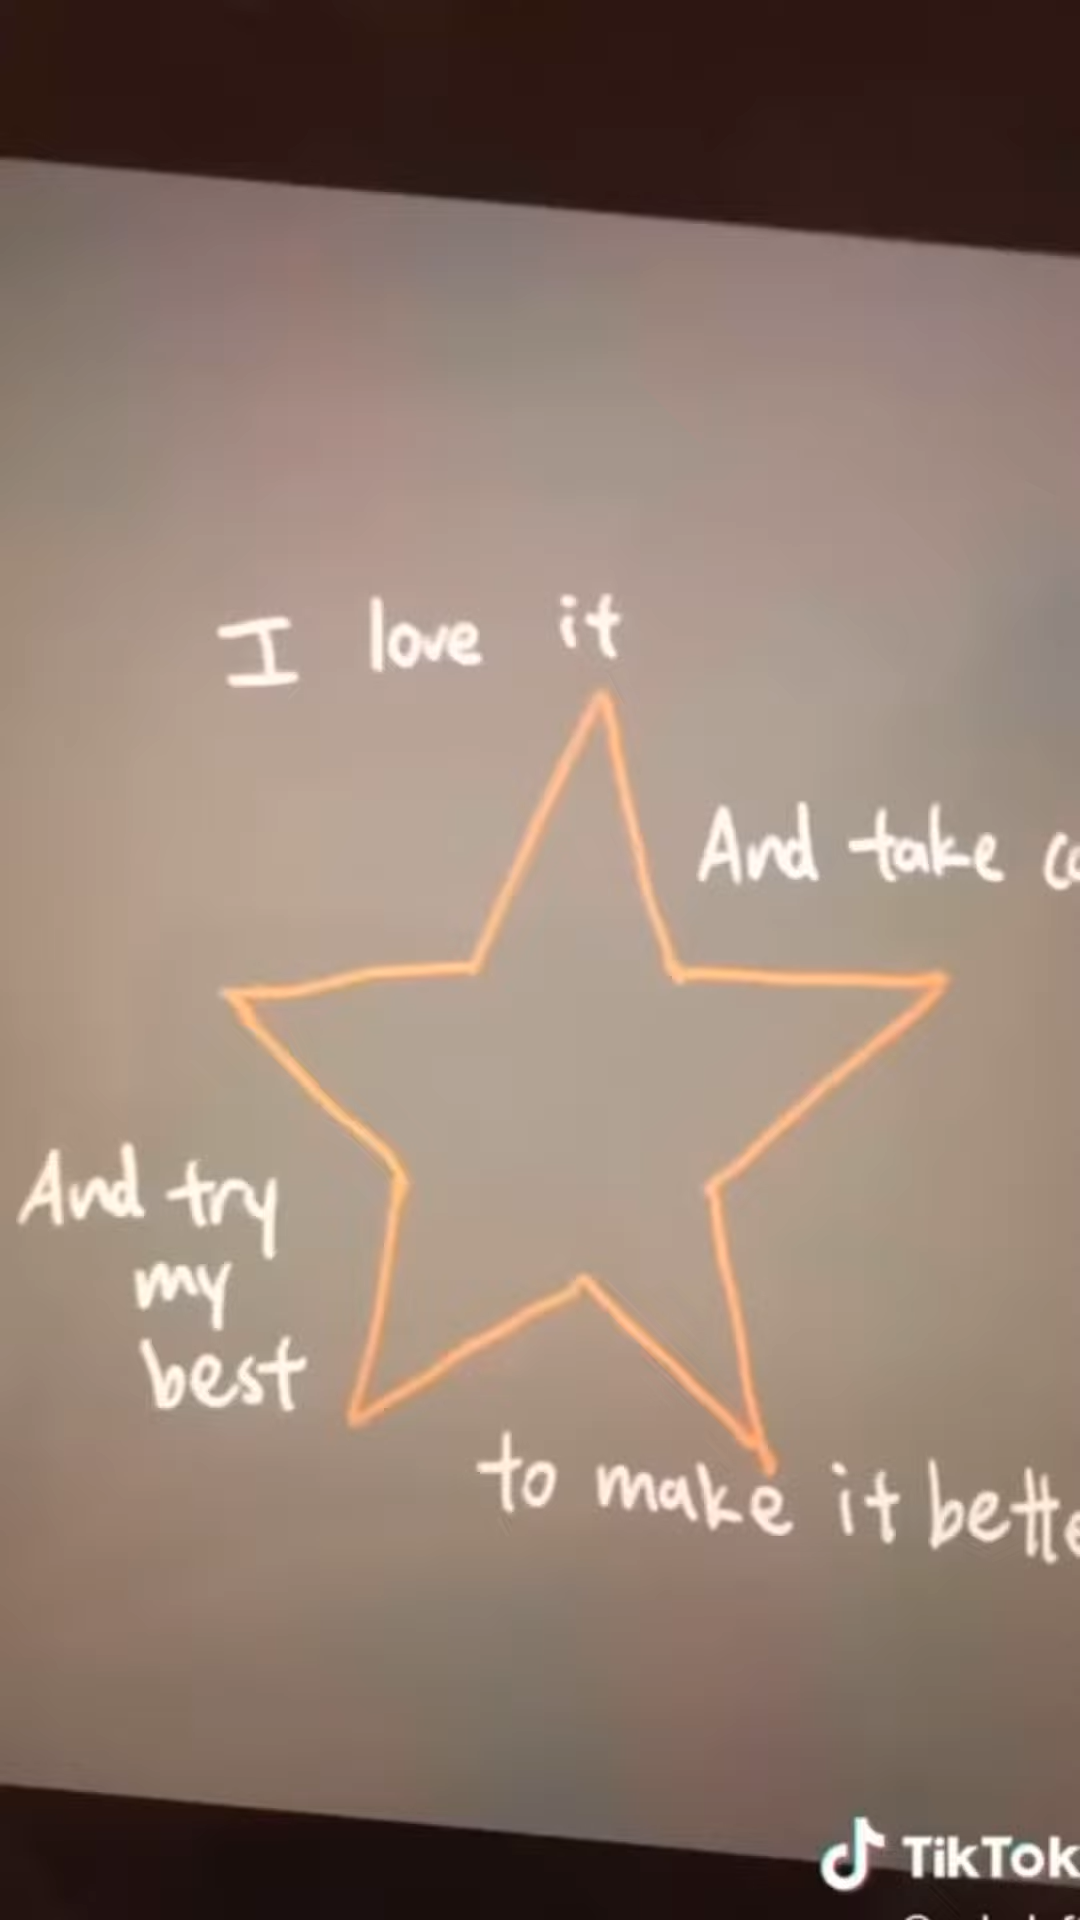 I love it
And take
And try
my
best
to make it
TikTok